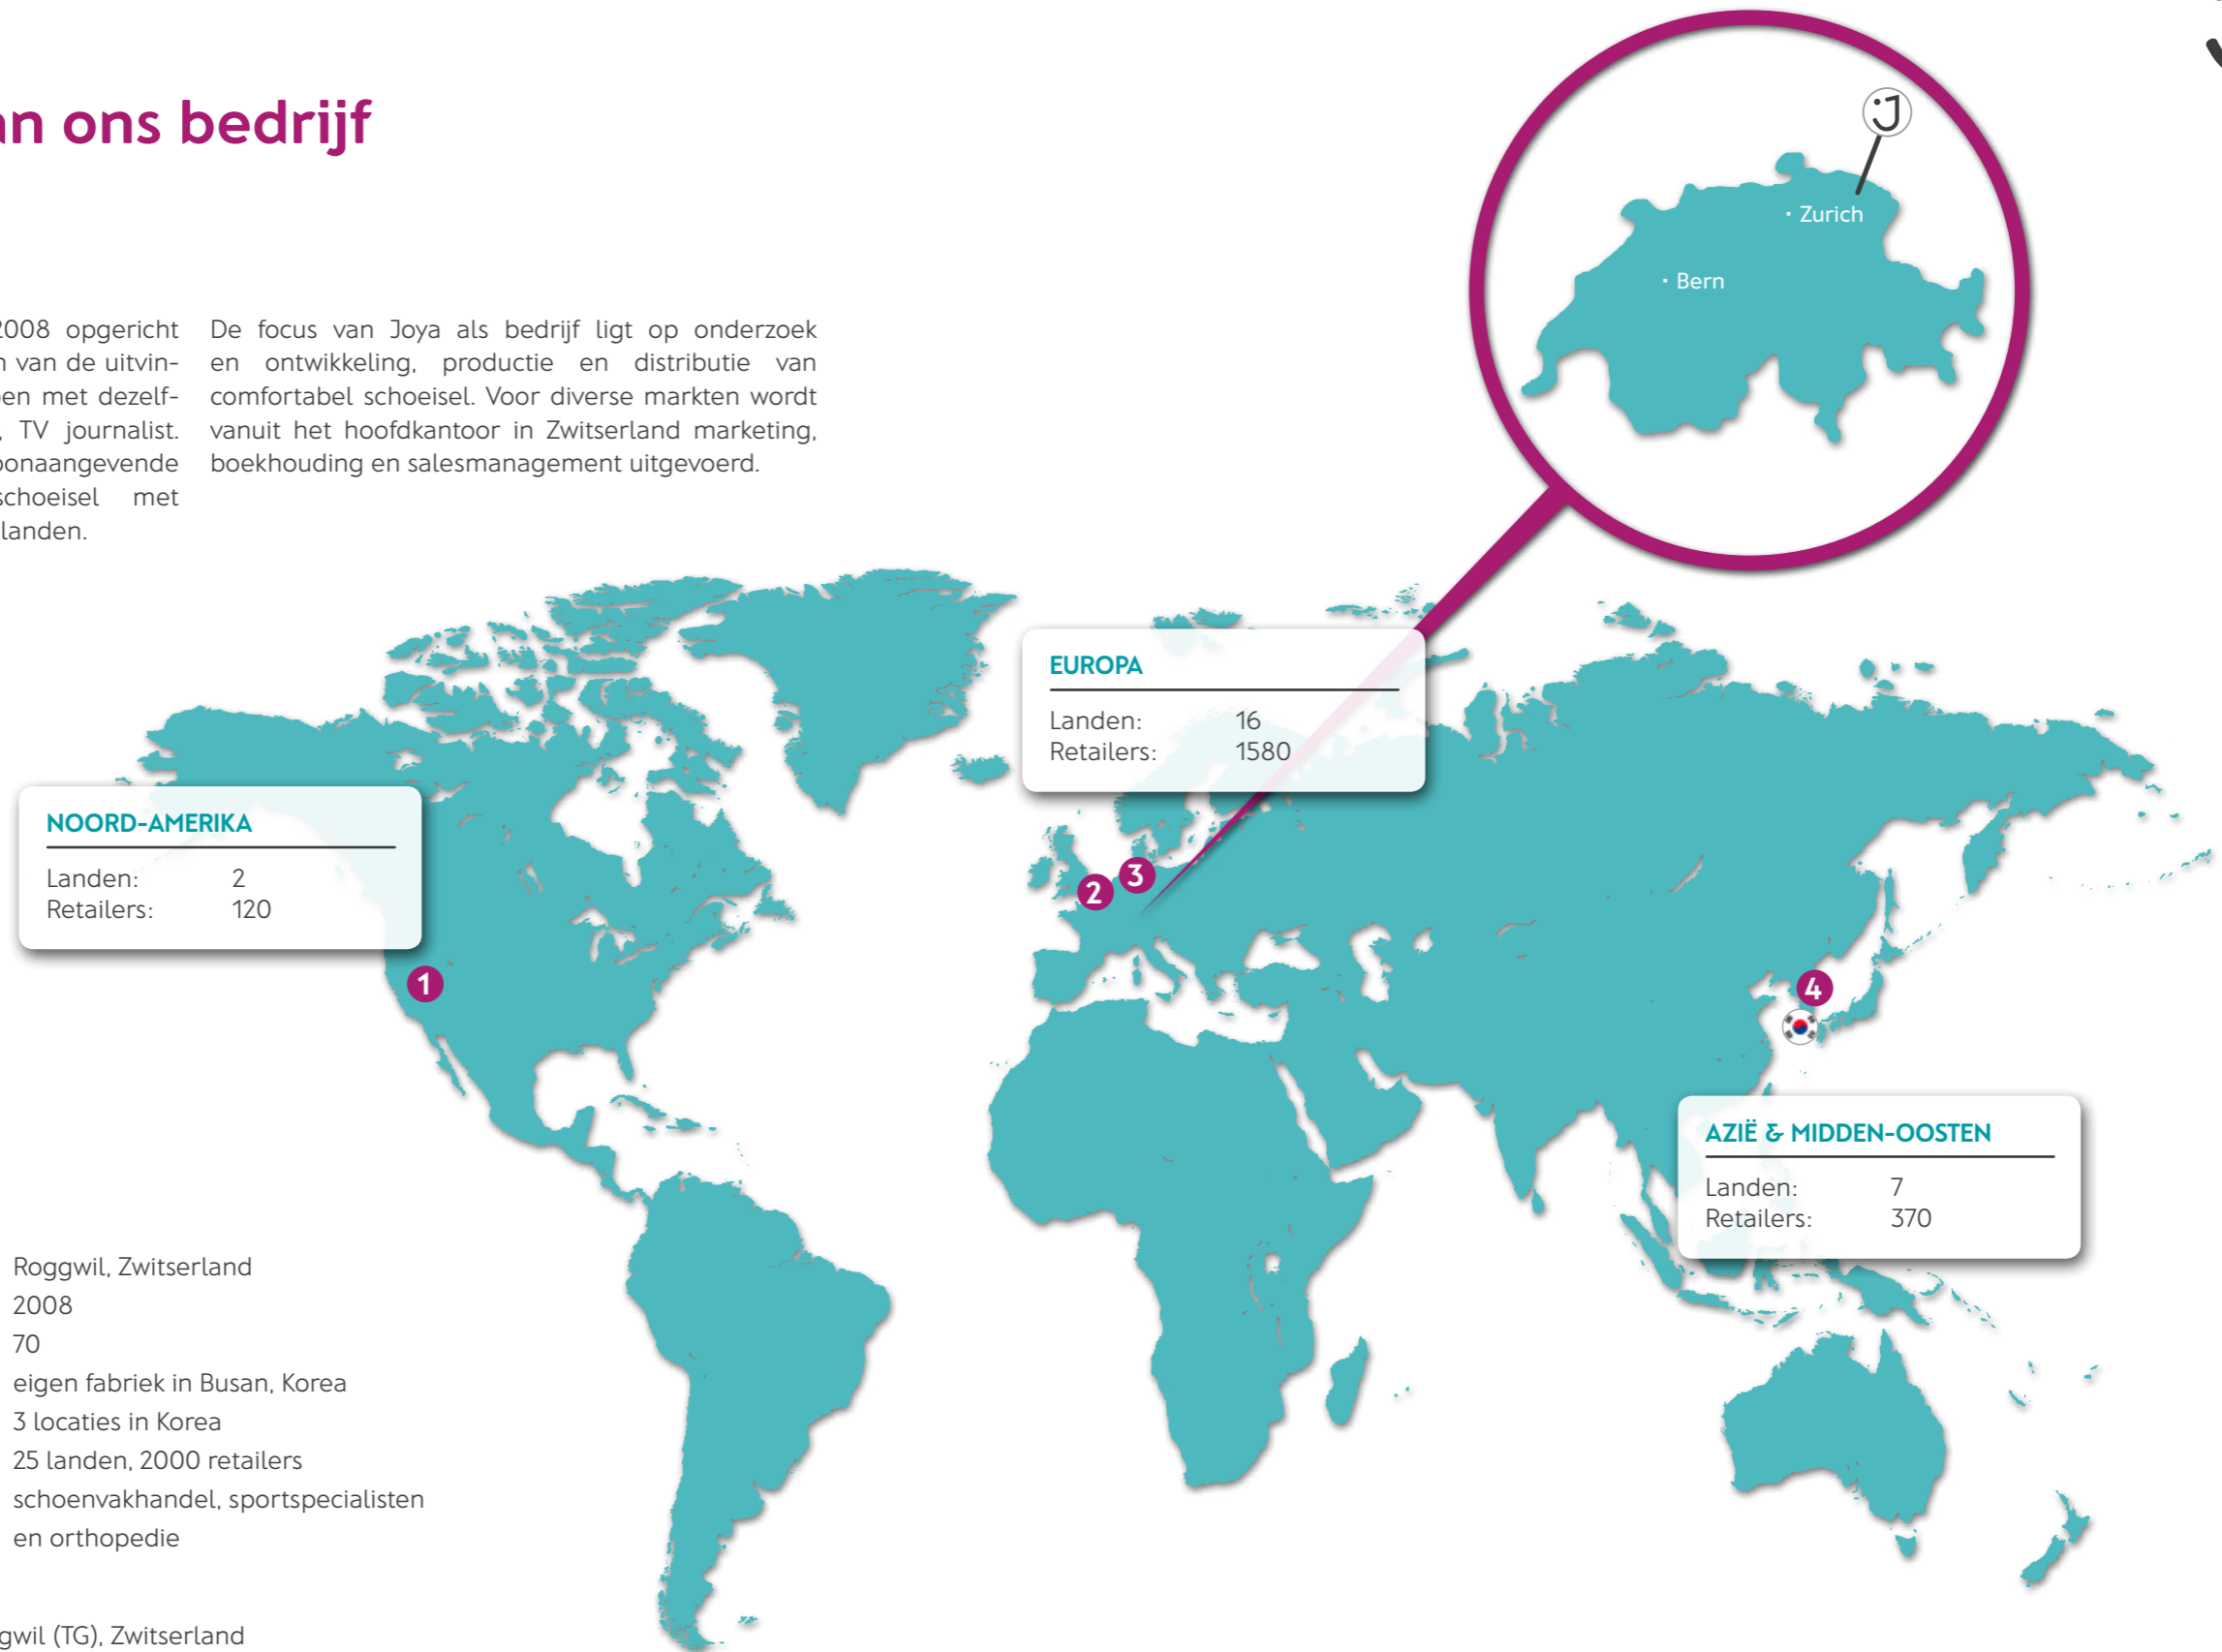 an ons bedrijf
2008 opgericht
van de uitvin-
en met dezelf-
TV journalist.
oonaangevende
schoeisel met
landen.
De focus van Joya als bedrijf ligt op onderzoek
en ontwikkeling, productie en distributie van
comfortabel schoeisel. Voor diverse markten wordt
vanuit het hoofdkantoor in Zwitserland marketing,
boekhouding en salesmanagement uitgevoerd.
J
· Zurich
· Bern
EUROPA
Landen: 16
Retailers: 1580
NOORD-AMERIKA
Landen: 2
Retailers: 120
3
2
1
4
AZIË & MIDDEN-OOSTEN
Landen: 7
Retailers: 370
Roggwil, Zwitserland
2008
70
eigen fabriek in Busan, Korea
3 locaties in Korea
25 landen, 2000 retailers
schoenvakhandel, sportspecialisten
en orthopedie
gwil (TG), Zwitserland